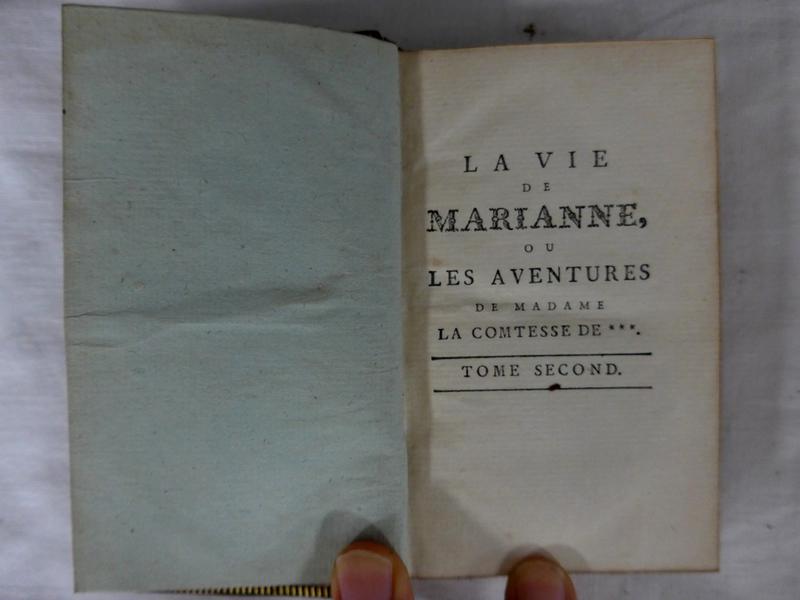 LA VIE
DE
MARIANNE,
OU
LES AVENTURES
DE MADAME
LA COMTESSE DE ***.
TOME SECOND.